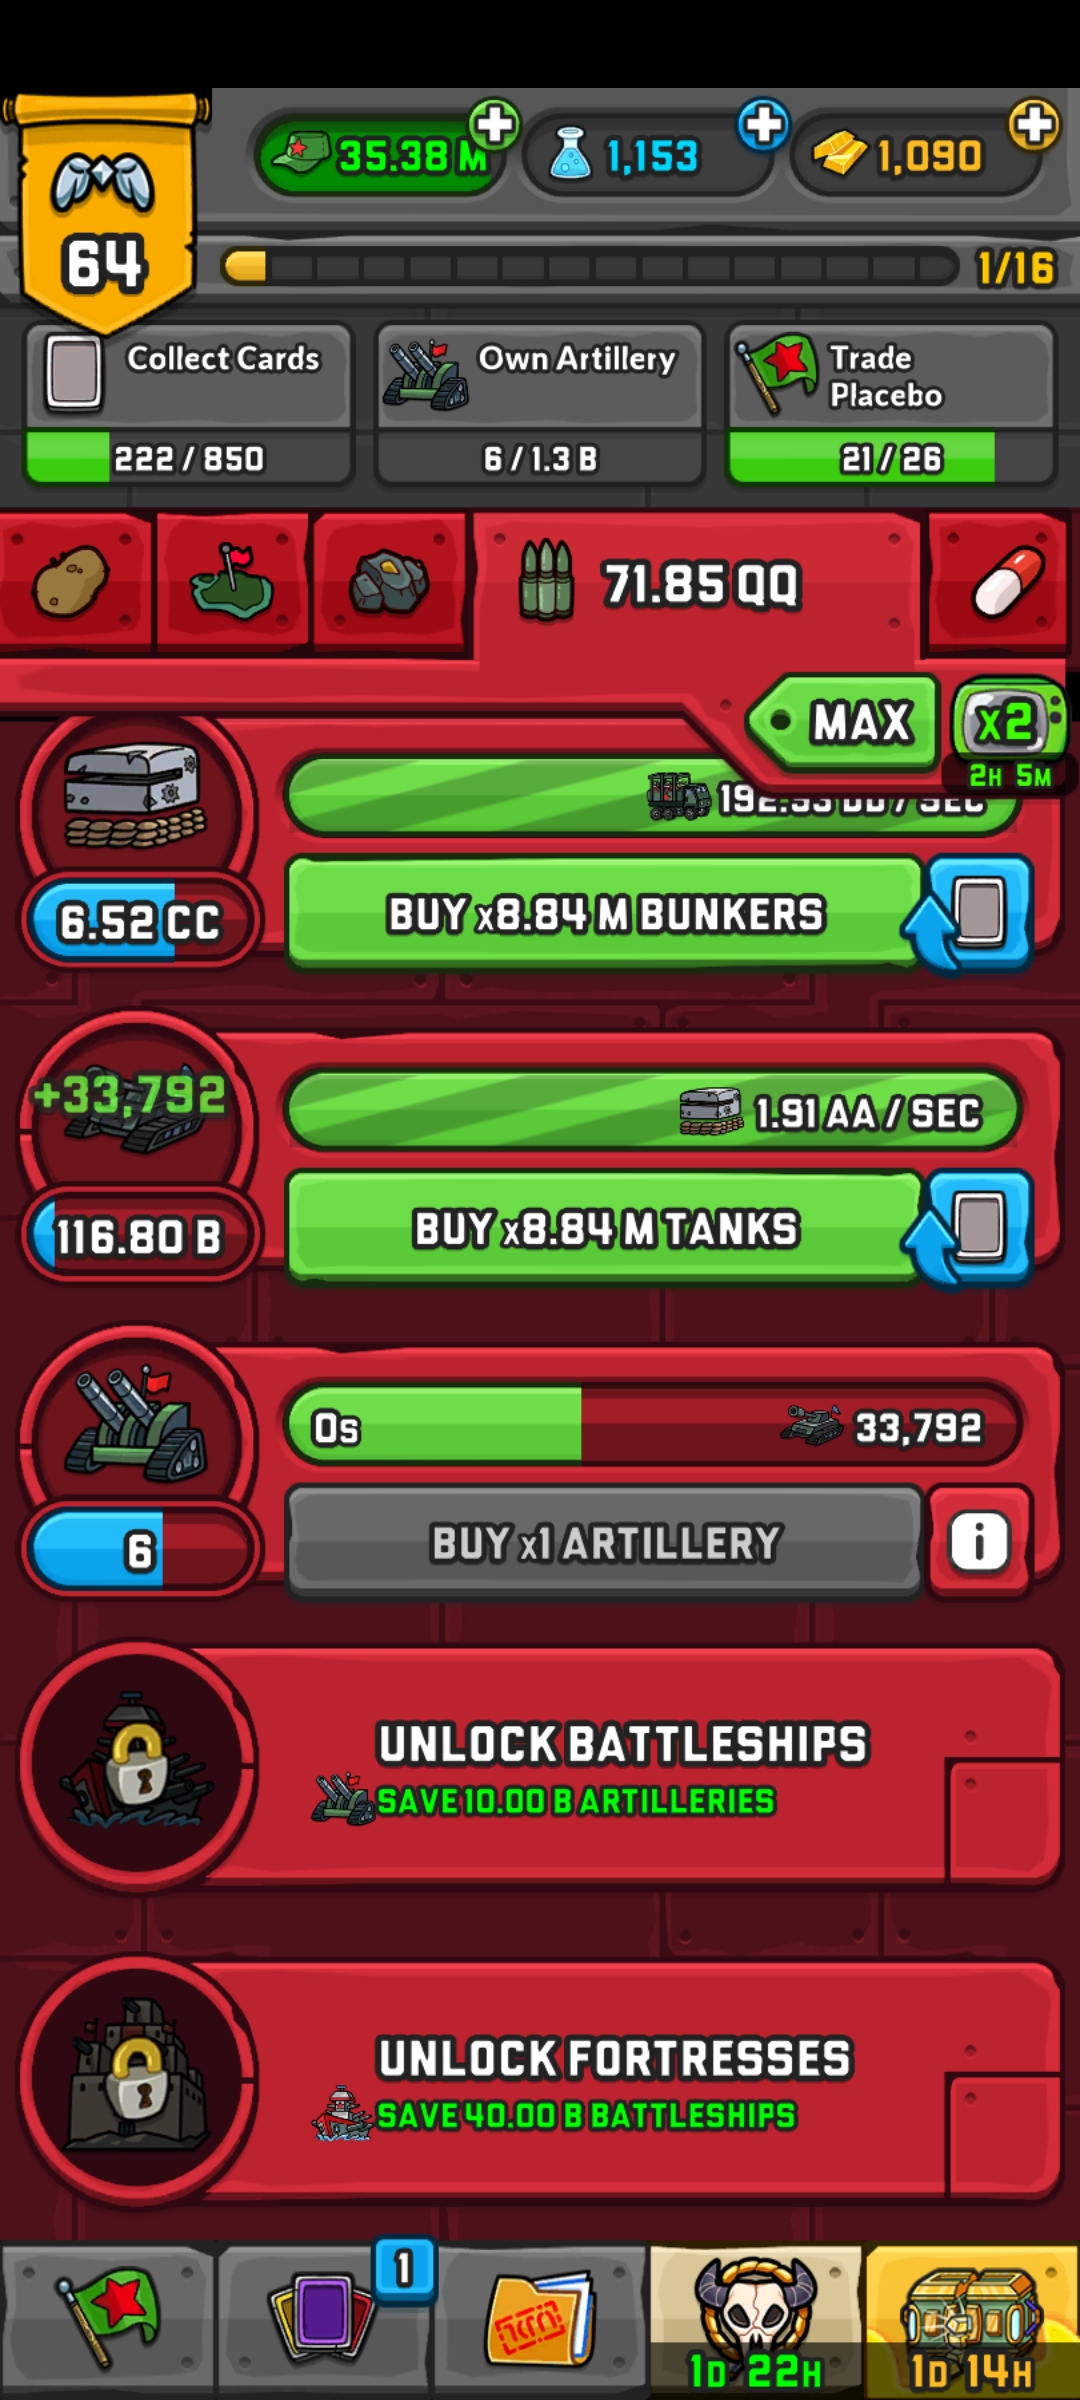 64
35.38 M
1,153
1,090
1/16
Collect Cards
222 / 850
Own Artillery
6 / 1.3 B
Trade
Placebo
21 / 26
71.85 QQ
MAX
x2
2H 5M
6.52 CC
BUY x8.84 M BUNKERS
+33,792
1.91 AA / SEC
116.80 B
BUY x8.84 M TANKS
0s
33,792
6
BUY x1 ARTILLERY
i
UNLOCK BATTLESHIPS
SAVE 10.00 B ARTILLERIES
UNLOCK FORTRESSES
SAVE 40.00 B BATTLESHIPS
1
1D 22H
1D 14H